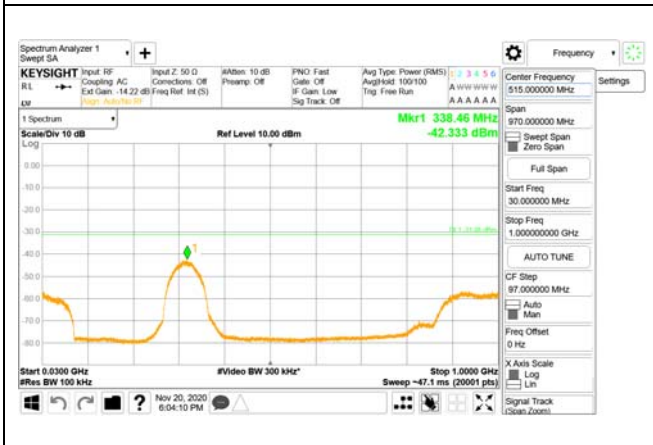 Spectrum Analyzer 1
Swept SA
+
Frequency
KEYSIGHT Input: RF Input Z: 50 Ω #Atten: 10 dB PNO: Fast Avg Type: Power (RMS) 1 2 3 4 5 6
RL Coupling: AC Corrections: Off Preamp: Off Gate: Off Avg|Hold: 100/100 A W W W W W
Ext Gain: -14.22 dB Freq Ref: Int (S) IF Gain: Low Trig: Free Run
Align: Auto/No RF Sig Track: Off A A A A A A
Center Frequency
515.000000 MHz
Settings
Span
970.000000 MHz
Swept Span
Zero Span
Full Span
Start Freq
30.000000 MHz
Stop Freq
1.000000000 GHz
AUTO TUNE
CF Step
97.000000 MHz
Auto
Man
Freq Offset
0 Hz
X Axis Scale
Log
Lin
Signal Track
(Span Zoom)
1 Spectrum
Mkr1 338.46 MHz
Scale/Div 10 dB Ref Level 10.00 dBm -42.333 dBm
Log
0.00
-10.0
-20.0
-30.0
-40.0
-50.0
-60.0
-70.0
-80.0
1
Start 0.0300 GHz #Video BW 300 kHz* Stop 1.0000 GHz
#Res BW 100 kHz Sweep ~47.1 ms (20001 pts)
? Nov 20, 2020
6:04:10 PM